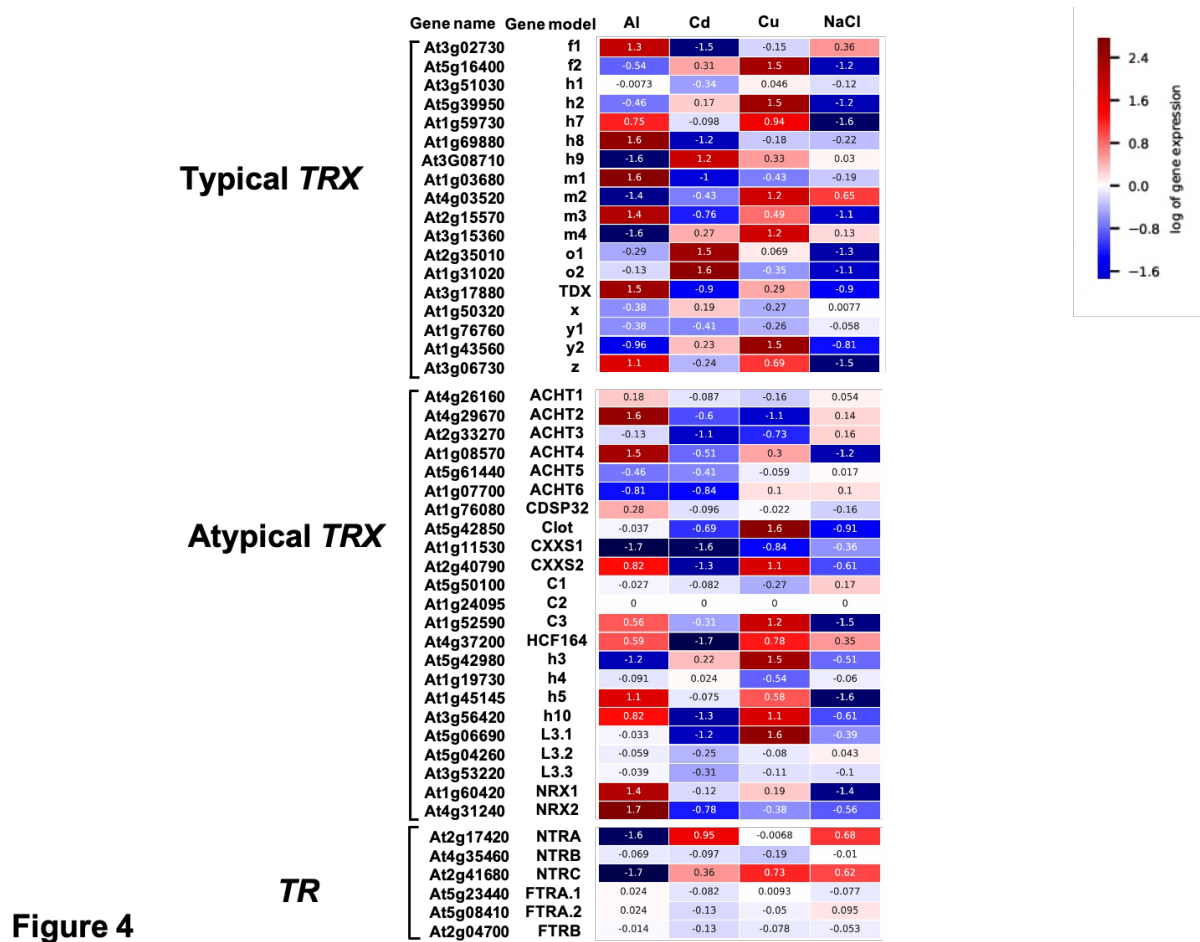 Gene name Gene model Al Cd Cu NaCl
At3g02730 f1 1.3 -1.5 -0.15 0.36
At5g16400 f2 -0.54 0.31 1.5 -1.2
At3g51030 h1 -0.0073 -0.34 0.046 -0.12
At5g39950 h2 -0.46 0.17 1.5 -1.2
At1g59730 h7 0.75 -0.098 0.94 -1.6
At1g69880 h8 1.6 -1.2 -0.18 -0.22
At3G08710 h9 -1.6 1.2 0.33 0.03
Typical TRX
At1g03680 m1 1.6 -1 -0.43 -0.19
At4g03520 m2 -1.4 -0.43 1.2 0.65
At2g15570 m3 1.4 -0.76 0.49 -1.1
At3g15360 m4 -1.6 0.27 1.2 0.13
At2g35010 o1 -0.29 1.5 0.069 -1.3
At1g31020 o2 -0.13 1.6 -0.35 -1.1
At3g17880 TDX 1.5 -0.9 0.29 -0.9
At1g50320 x -0.38 0.19 -0.27 0.0077
At1g76760 y1 -0.38 -0.41 -0.26 -0.058
At1g43560 y2 -0.96 0.23 1.5 -0.81
At3g06730 z 1.1 -0.24 0.69 -1.5
2.4
1.6
0.8
0.0
−0.8
−1.6
log of gene expression
At4g26160 ACHT1 0.18 -0.087 -0.16 0.054
At4g29670 ACHT2 1.6 -0.6 -1.1 0.14
At2g33270 ACHT3 -0.13 -1.1 -0.73 0.16
At1g08570 ACHT4 1.5 -0.51 0.3 -1.2
At5g61440 ACHT5 -0.46 -0.41 -0.059 0.017
At1g07700 ACHT6 -0.81 -0.84 0.1 0.1
At1g76080 CDSP32 0.28 -0.096 -0.022 -0.16
At5g42850 Clot -0.037 -0.69 1.6 -0.91
Atypical TRX
At1g11530 CXXS1 -1.7 -1.6 -0.84 -0.36
At2g40790 CXXS2 0.82 -1.3 1.1 -0.61
At5g50100 C1 -0.027 -0.082 -0.27 0.17
At1g24095 C2 0 0 0 0
At1g52590 C3 0.56 -0.31 1.2 -1.5
At4g37200 HCF164 0.59 -1.7 0.78 0.35
At5g42980 h3 -1.2 0.22 1.5 -0.51
At1g19730 h4 -0.091 0.024 -0.54 -0.06
At1g45145 h5 1.1 -0.075 0.58 -1.6
At3g56420 h10 0.82 -1.3 1.1 -0.61
At5g06690 L3.1 -0.033 -1.2 1.6 -0.39
At5g04260 L3.2 -0.059 -0.25 -0.08 0.043
At3g53220 L3.3 -0.039 -0.31 -0.11 -0.1
At1g60420 NRX1 1.4 -0.12 0.19 -1.4
At4g31240 NRX2 1.7 -0.78 -0.38 -0.56
At2g17420 NTRA -1.6 0.95 -0.0068 0.68
At4g35460 NTRB -0.069 -0.097 -0.19 -0.01
At2g41680 NTRC -1.7 0.36 0.73 0.62
TR
At5g23440 FTRA.1 0.024 -0.082 0.0093 -0.077
At5g08410 FTRA.2 0.024 -0.13 -0.05 0.095
At2g04700 FTRB -0.014 -0.13 -0.078 -0.053
Figure 4